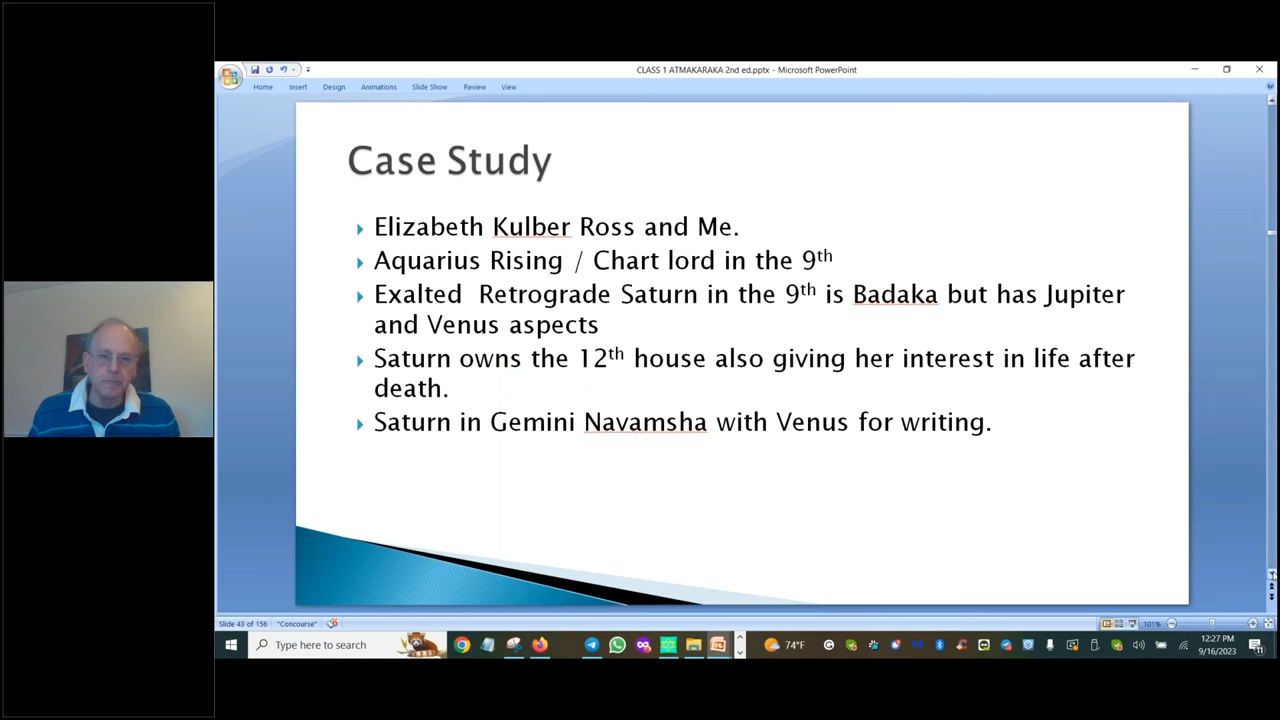 CLASS 1 ATMAKARAKA 2nd ed.pptx - Microsoft PowerPoint
Home Insert Design Animations Slide Show Review View
Case Study
Elizabeth Kulber Ross and Me.
Aquarius Rising / Chart lord in the 9th
Exalted Retrograde Saturn in the 9th is Badaka but has Jupiter
and Venus aspects
Saturn owns the 12th house also giving her interest in life after
death.
Saturn in Gemini Navamsha with Venus for writing.
Slide 43 of 156 "Concourse" 101%
Type here to search 74°F 12:27 PM
9/16/2023